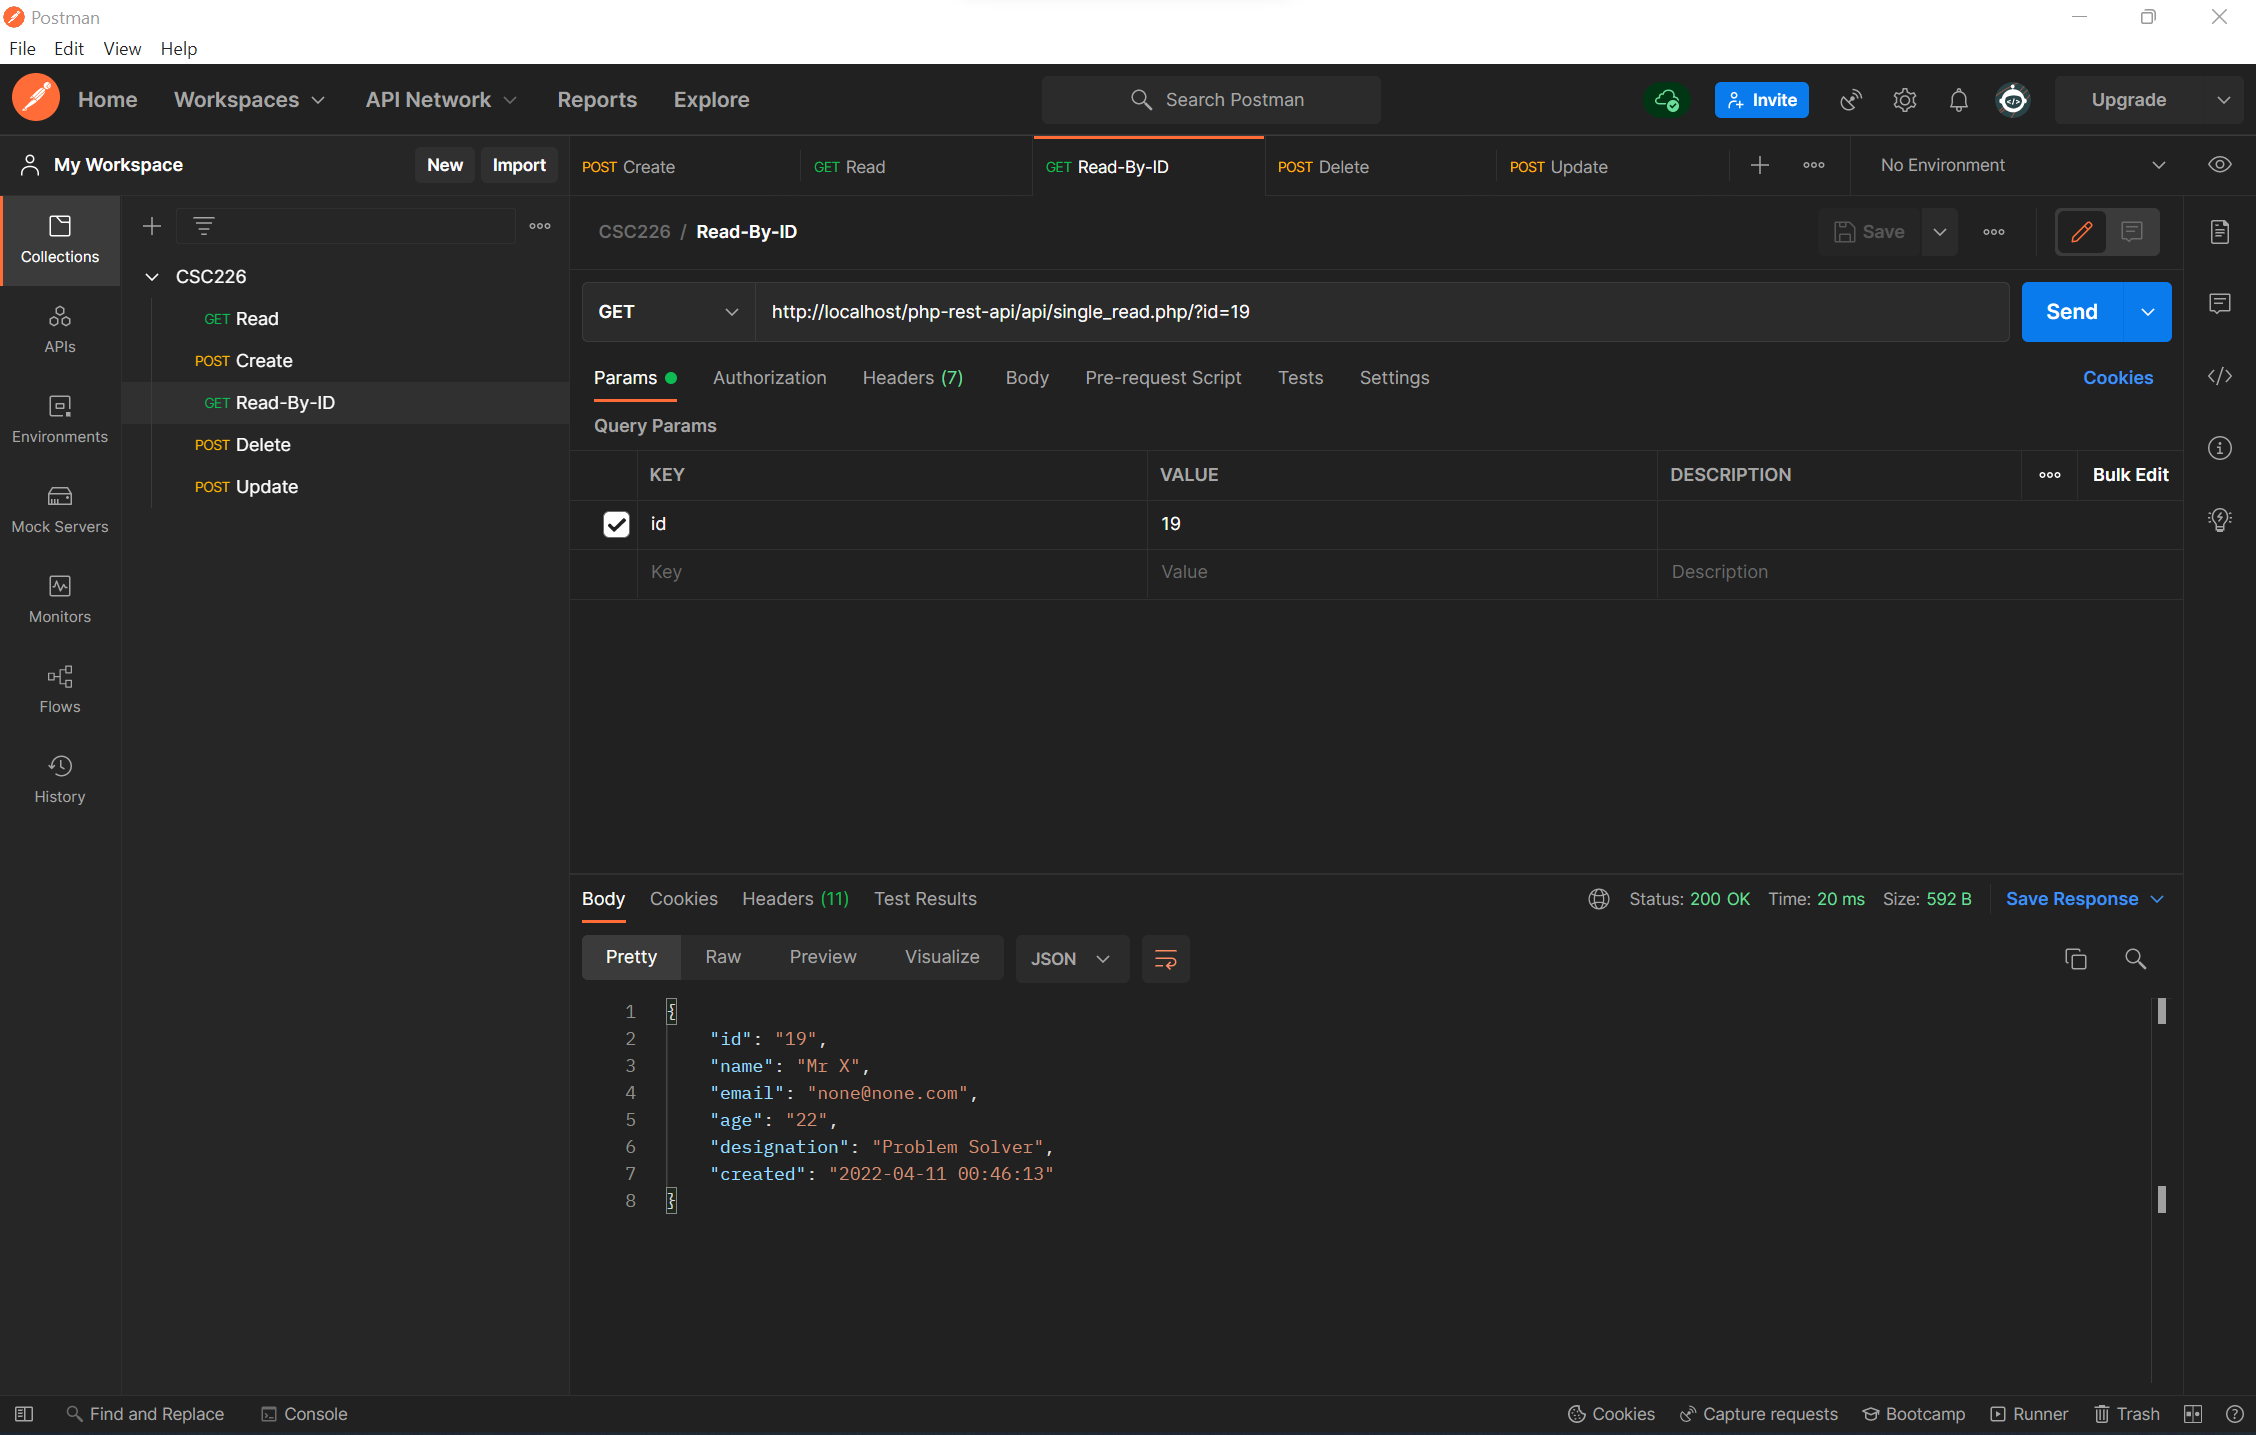 Postman
File Edit View Help
Home Workspaces API Network Reports Explore Search Postman Invite Upgrade
My Workspace New Import POST Create GET Read GET Read-By-ID POST Delete POST Update No Environment
Collections
APIs
Environments
Mock Servers
Monitors
Flows
History
CSC226
GET Read
POST Create
GET Read-By-ID
POST Delete
POST Update
CSC226 / Read-By-ID Save
GET http://localhost/php-rest-api/api/single_read.php/?id=19 Send
Params Authorization Headers (7) Body Pre-request Script Tests Settings Cookies
Query Params
KEY VALUE DESCRIPTION Bulk Edit
id 19
Key Value Description
Body Cookies Headers (11) Test Results Status: 200 OK Time: 20 ms Size: 592 B Save Response
Pretty Raw Preview Visualize JSON
1 {
2 "id": "19",
3 "name": "Mr X",
4 "email": "none@none.com",
5 "age": "22",
6 "designation": "Problem Solver",
7 "created": "2022-04-11 00:46:13"
8 }
Find and Replace Console Cookies Capture requests Bootcamp Runner Trash